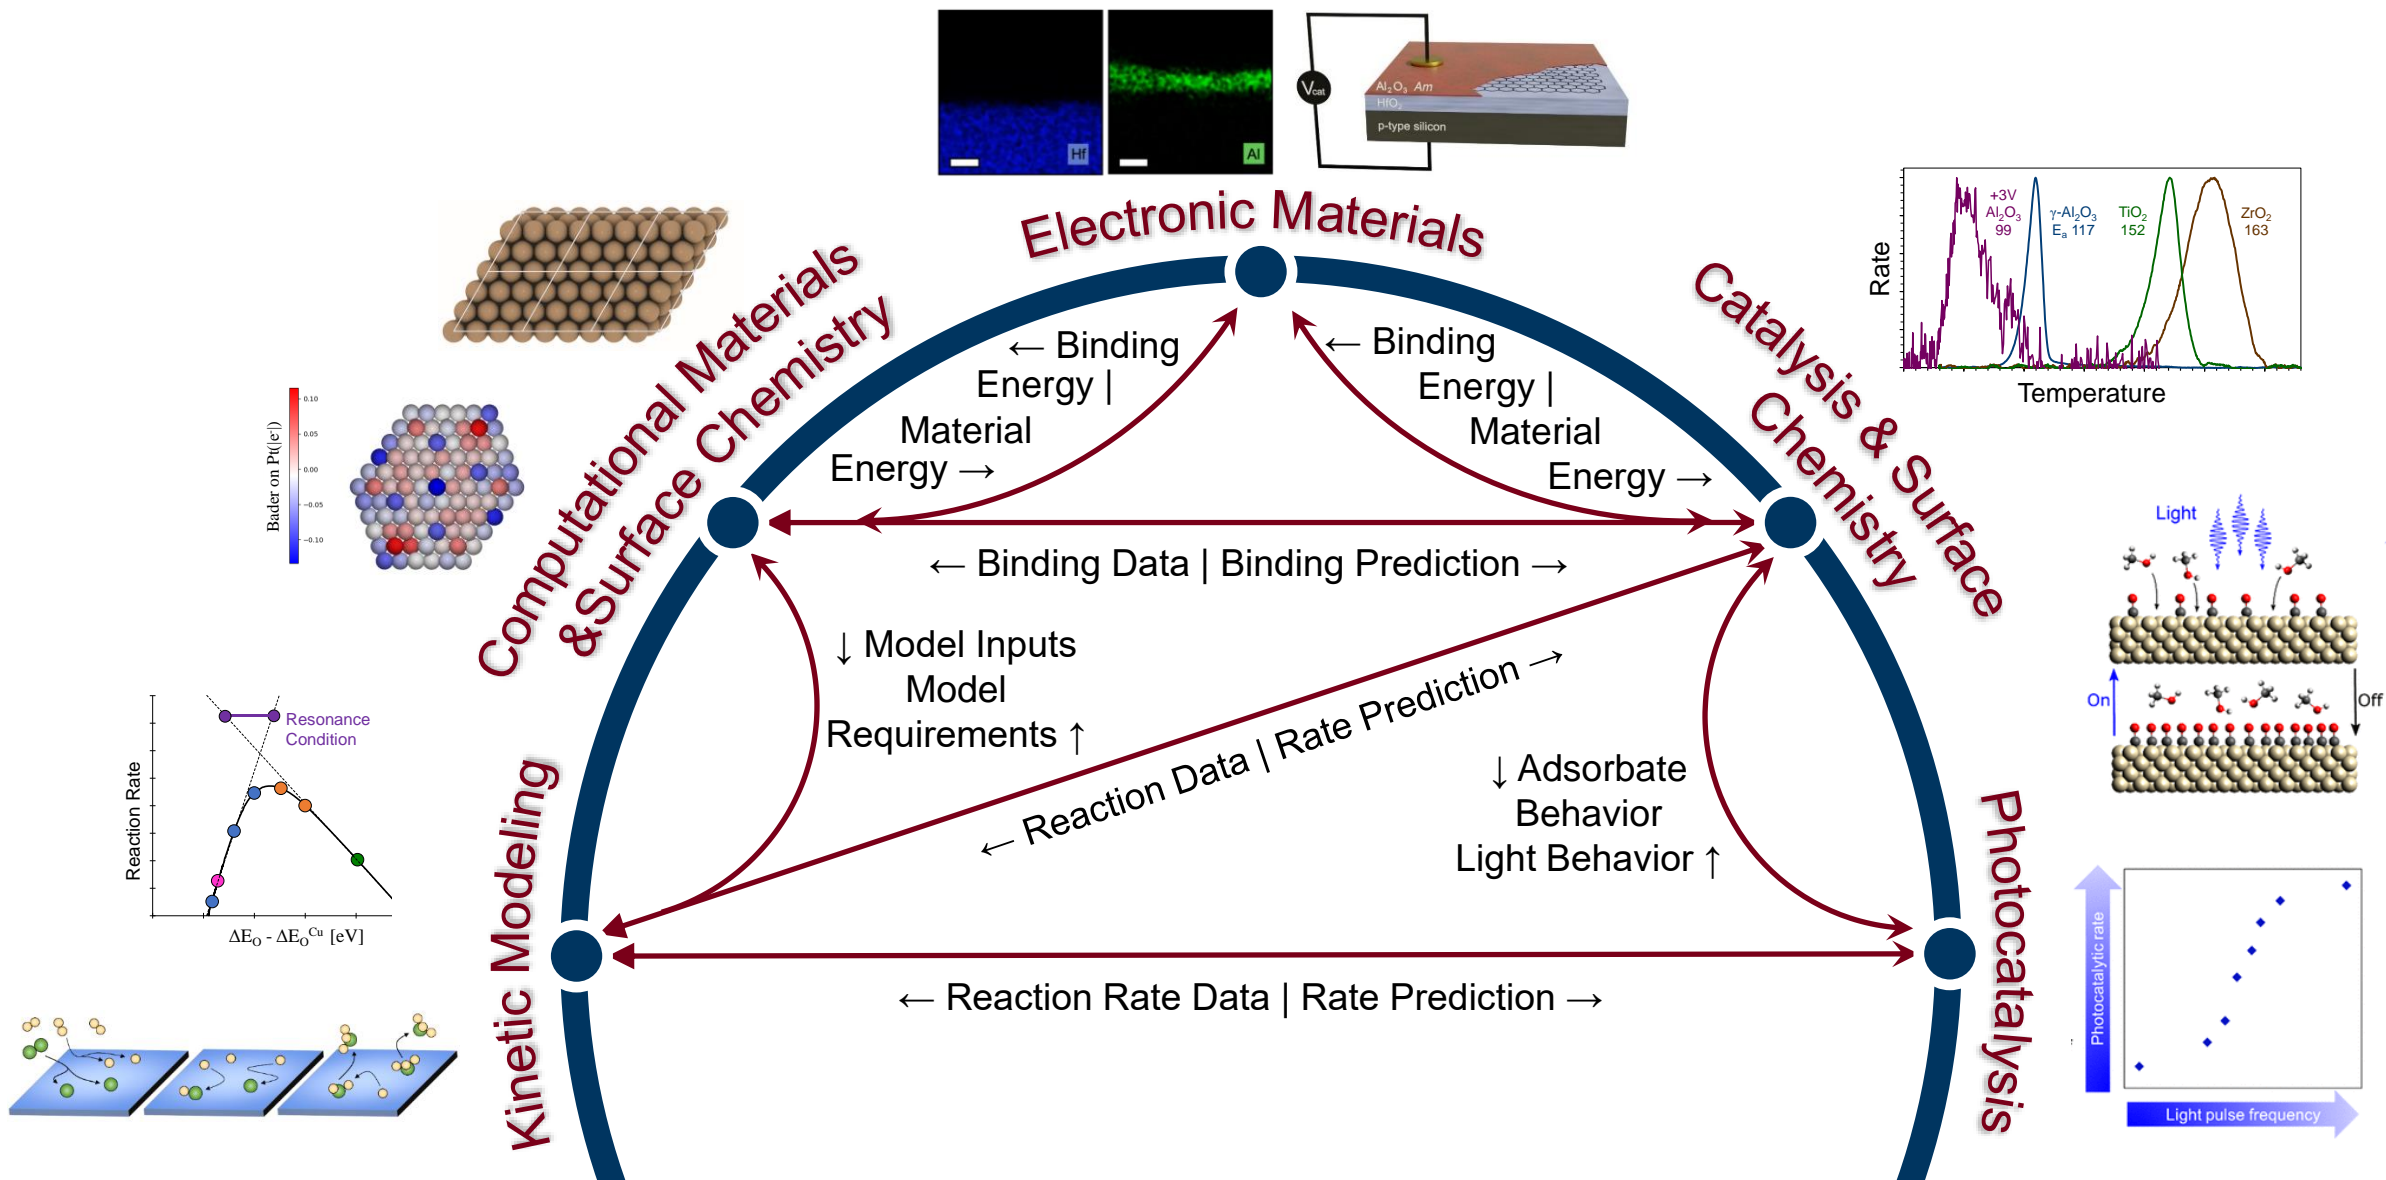 Hf
Al
Vcat
Al2O3 Am
HfO2
p-type silicon
Electronic Materials
Computational Materials
&Surface Chemistry
Catalysis & Surface
Chemistry
Kinetic Modeling
Photocatalysis
← Binding
Energy |
Material
Energy →
← Binding
Energy |
Material
Energy →
← Binding Data | Binding Prediction →
↓ Model Inputs
Model
Requirements ↑
← Reaction Data | Rate Prediction →
↓ Adsorbate
Behavior
Light Behavior ↑
← Reaction Rate Data | Rate Prediction →
Bader on Pt(|e-|)
0.10
0.05
0.00
−0.05
−0.10
Resonance
Condition
Reaction Rate
ΔEO - ΔEOCu [eV]
Rate
+3V
Al2O3
99
γ-Al2O3
Ea 117
TiO2
152
ZrO2
163
Temperature
Light
On
Off
Photocatalytic rate
Light pulse frequency